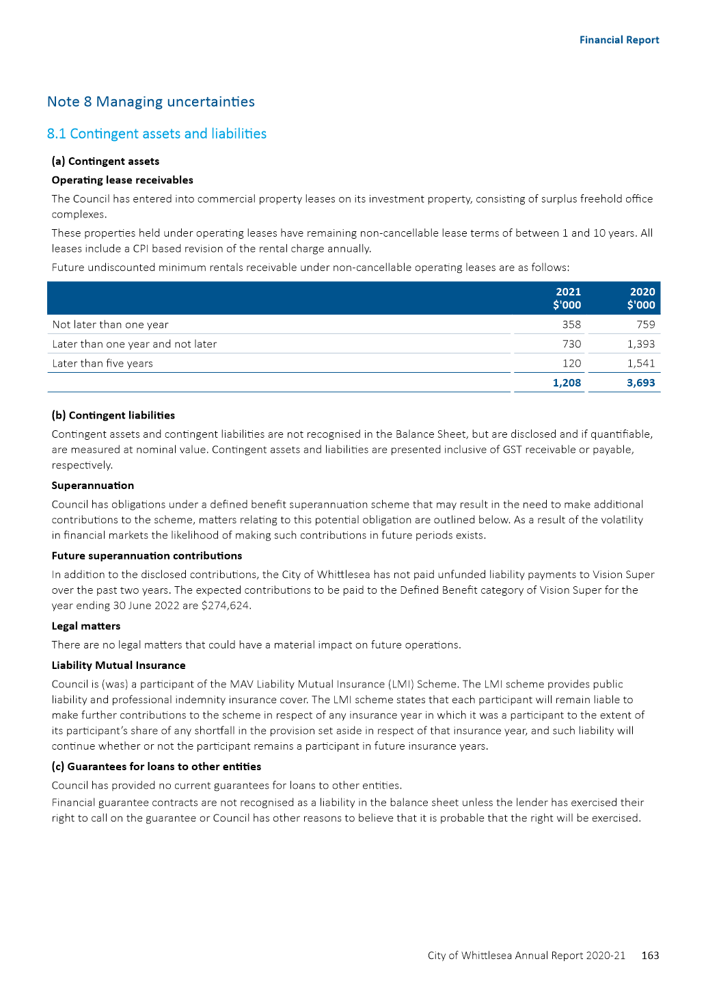 Financial Report
Note 8 Managing uncertainties
8.1 Contingent assets and liabilities
(a) Contingent assets
Operating lease receivables
The Council has entered into commercial property leases on its investment property, consisting of surplus freehold office
complexes.
These properties held under operating leases have remaining non-cancellable lease terms of between 1 and 10 years. All
leases include a CPI based revision of the rental charge annually.
Future undiscounted minimum rentals receivable under non-cancellable operating leases are as follows:
2021 2020
$'000 $'000
Not later than one year 358 759
Later than one year and not later 730 1,393
Later than five years 120 1,541
1,208 3,693
(b) Contingent liabilities
Contingent assets and contingent liabilities are not recognised in the Balance Sheet, but are disclosed and if quantifiable,
are measured at nominal value. Contingent assets and liabilities are presented inclusive of GST receivable or payable,
respectively.
Superannuation
Council has obligations under a defined benefit superannuation scheme that may result in the need to make additional
contributions to the scheme, matters relating to this potential obligation are outlined below. As a result of the volatility
in financial markets the likelihood of making such contributions in future periods exists.
Future superannuation contributions
In addition to the disclosed contributions, the City of Whittlesea has not paid unfunded liability payments to Vision Super
over the past two years. The expected contributions to be paid to the Defined Benefit category of Vision Super for the
year ending 30 June 2022 are $274,624.
Legal matters
There are no legal matters that could have a material impact on future operations.
Liability Mutual Insurance
Council is (was) a participant of the MAV Liability Mutual Insurance (LMI) Scheme. The LMI scheme provides public
liability and professional indemnity insurance cover. The LMI scheme states that each participant will remain liable to
make further contributions to the scheme in respect of any insurance year in which it was a participant to the extent of
its participant’s share of any shortfall in the provision set aside in respect of that insurance year, and such liability will
continue whether or not the participant remains a participant in future insurance years.
(c) Guarantees for loans to other entities
Council has provided no current guarantees for loans to other entities.
Financial guarantee contracts are not recognised as a liability in the balance sheet unless the lender has exercised their
right to call on the guarantee or Council has other reasons to believe that it is probable that the right will be exercised.
City of Whittlesea Annual Report 2020-21 163